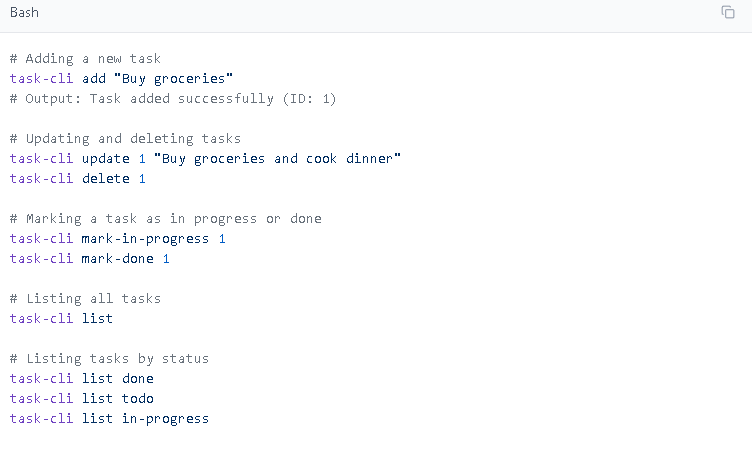 Bash
# Adding a new task
task-cli add "Buy groceries"
# Output: Task added successfully (ID: 1)
# Updating and deleting tasks
task-cli update 1 "Buy groceries and cook dinner"
task-cli delete 1
# Marking a task as in progress or done
task-cli mark-in-progress 1
task-cli mark-done 1
# Listing all tasks
task-cli list
# Listing tasks by status
task-cli list done
task-cli list todo
task-cli list in-progress